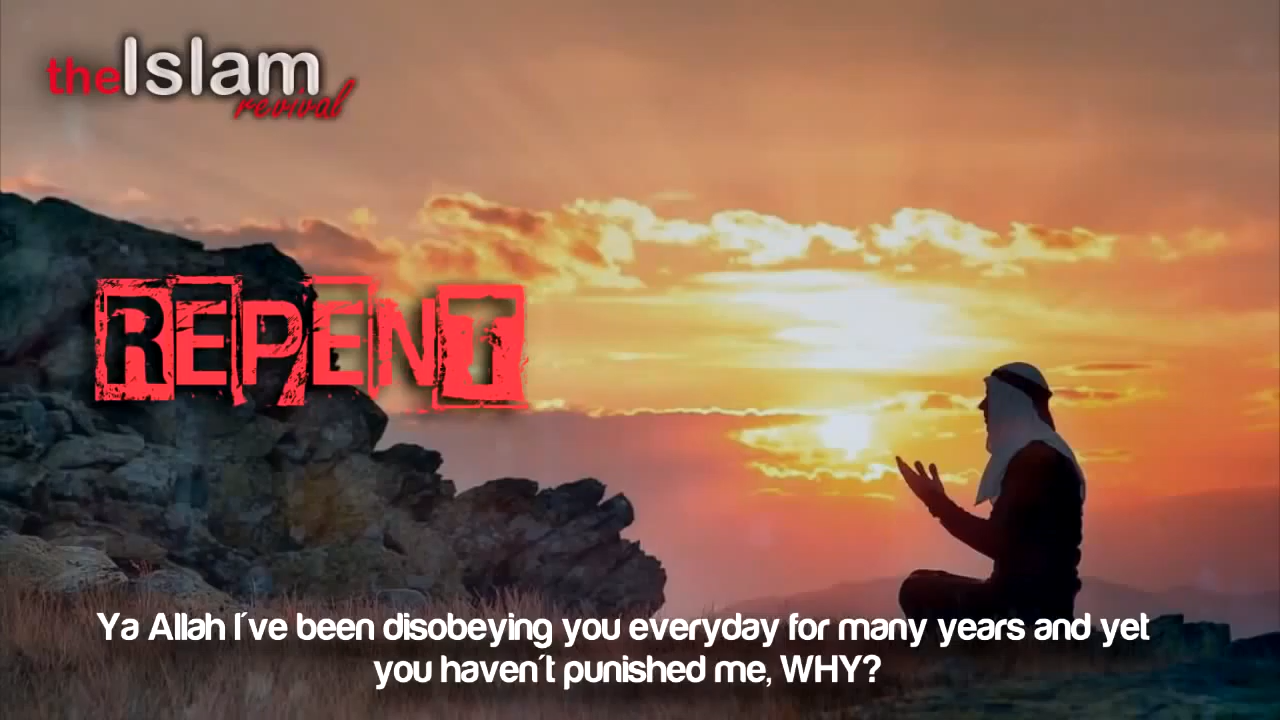 theIslam
revival
REPENT
Ya Allah I've been disobeying you everyday for many years and yet
you haven't punished me, WHY?